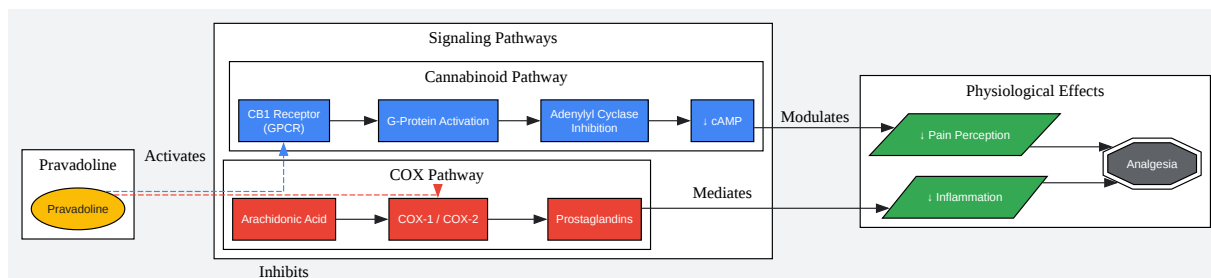 Signaling Pathways
Cannabinoid Pathway
CB1 Receptor
(GPCR)
G-Protein Activation
Adenylyl Cyclase
Inhibition
↓ cAMP
Modulates
Physiological Effects
↓ Pain Perception
Analgesia
↓ Inflammation
Pravadoline
Pravadoline
Activates
COX Pathway
Arachidonic Acid
COX-1 / COX-2
Prostaglandins
Mediates
Inhibits